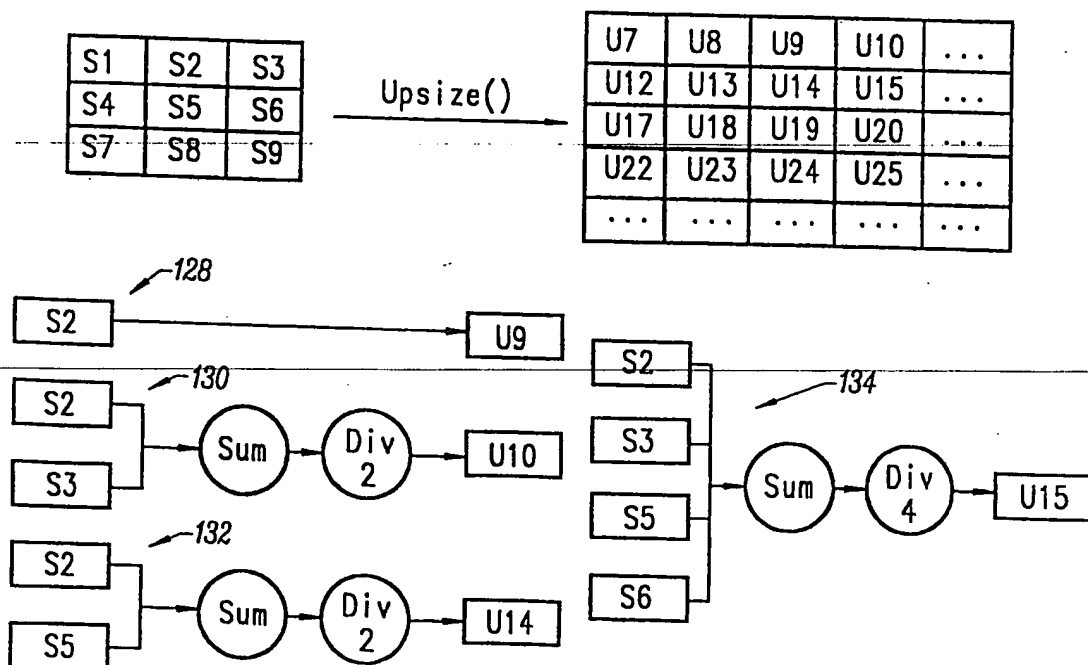 S1 S2 S3
S4 S5 S6
S7 S8 S9
Upsize()
U7 U8 U9 U10 ...
U12 U13 U14 U15 ...
U17 U18 U19 U20 ...
U22 U23 U24 U25 ...
... ... ... ... ...
128
S2 U9
130
S2
S3
Sum Div 2 U10
132
S2
S5
Sum Div 2 U14
134
S2
S3
S5
S6
Sum Div 4 U15